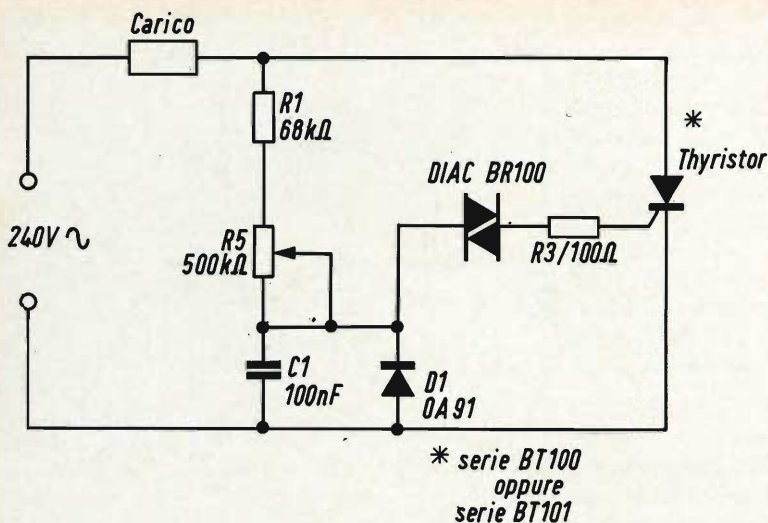 Carico
R1
68kΩ
*
Thyristor
DIAC BR100
240V ∿
R5
500kΩ
R3/100Ω
C1
100nF
D1
0A91
* serie BT100
oppure
serie BT101